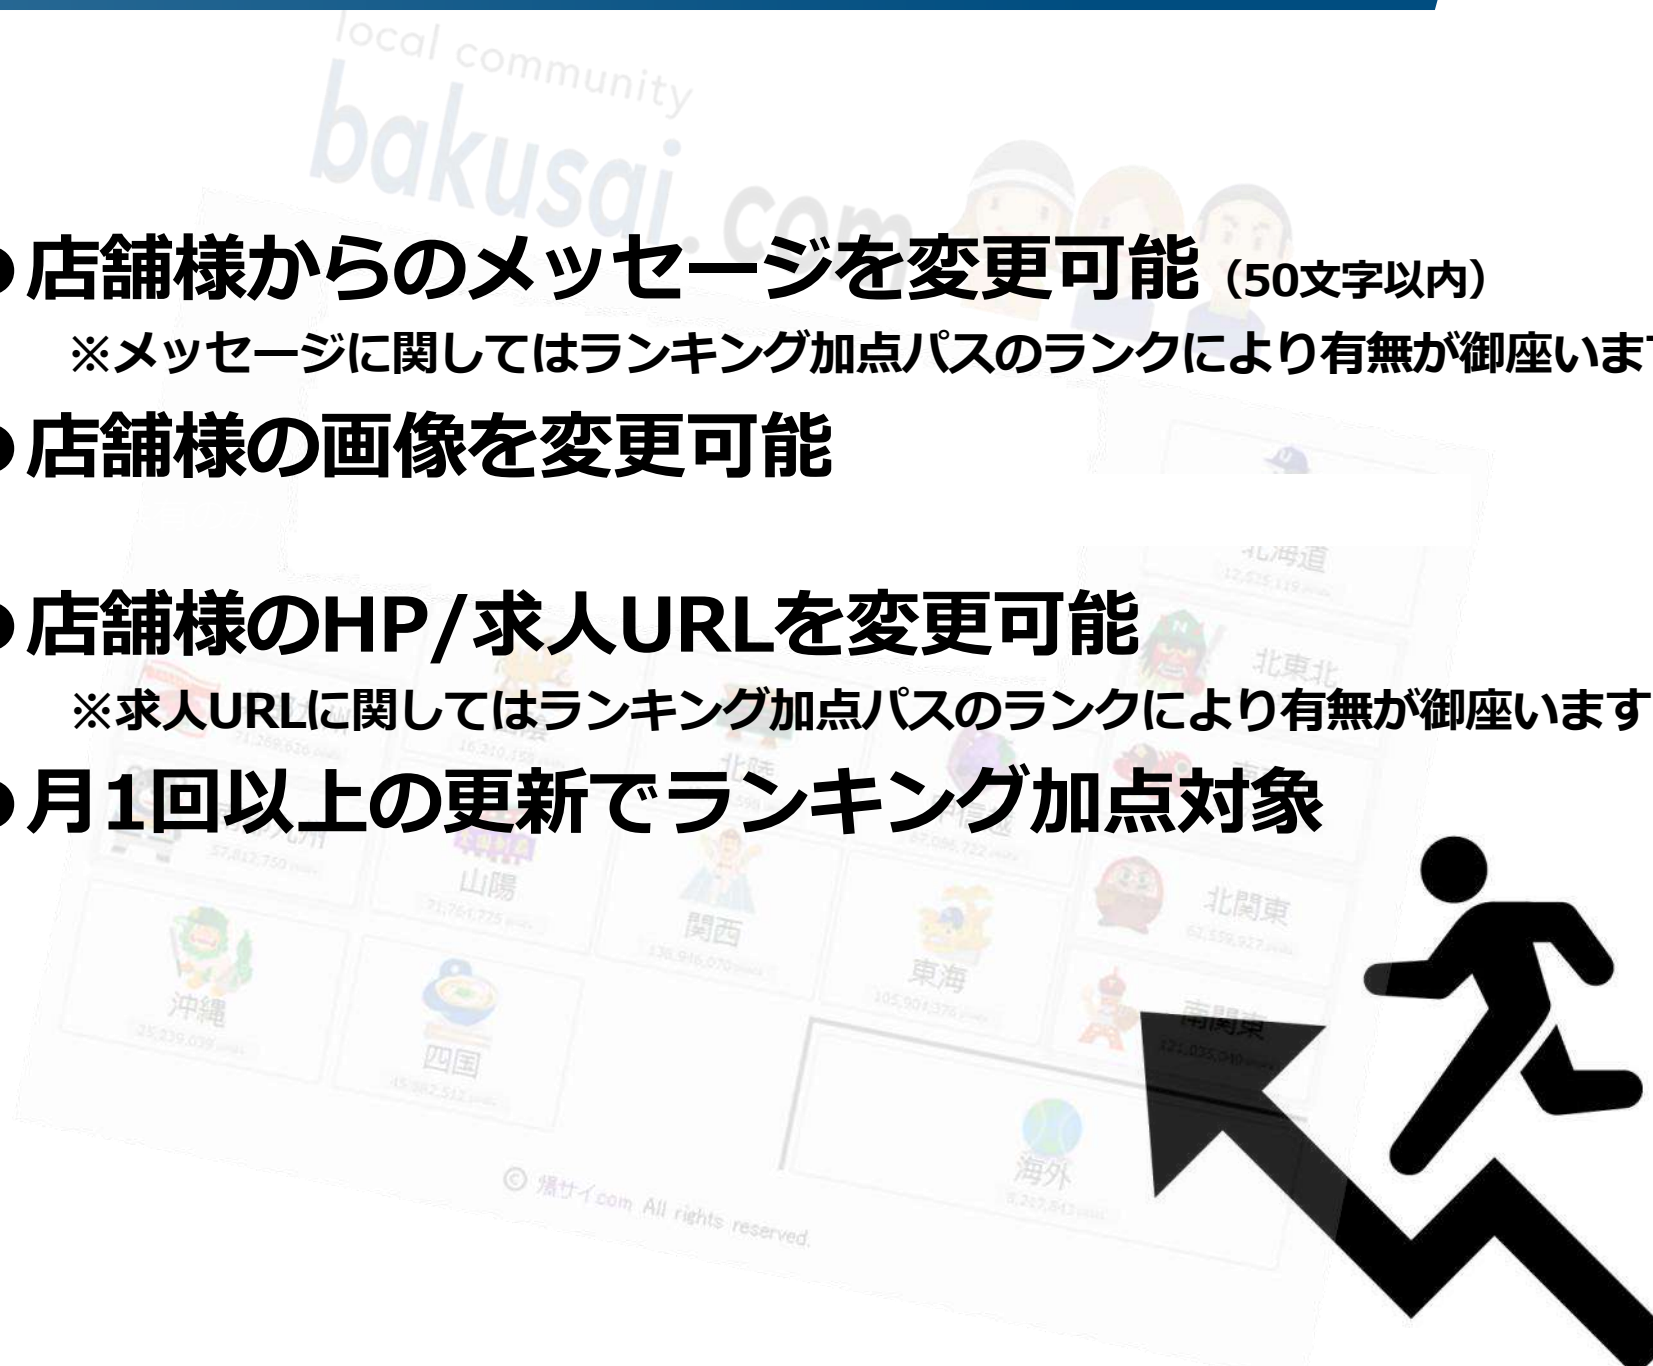 local community
bakusai.com
●店舗様からのメッセージを変更可能（50文字以内）
※メッセージに関してはランキング加点パスのランクにより有無が御座いま
●店舗様の画像を変更可能
北海道
●店舗様のHP/求人URLを変更可能
北東北
※求人URLに関してはランキング加点パスのランクにより有無が御座います
北陸
●月1回以上の更新でランキング加点対象
山陽
関西
東海
北関東
沖縄
四国
南関東
海外
© 爆サイ.com All rights reserved.